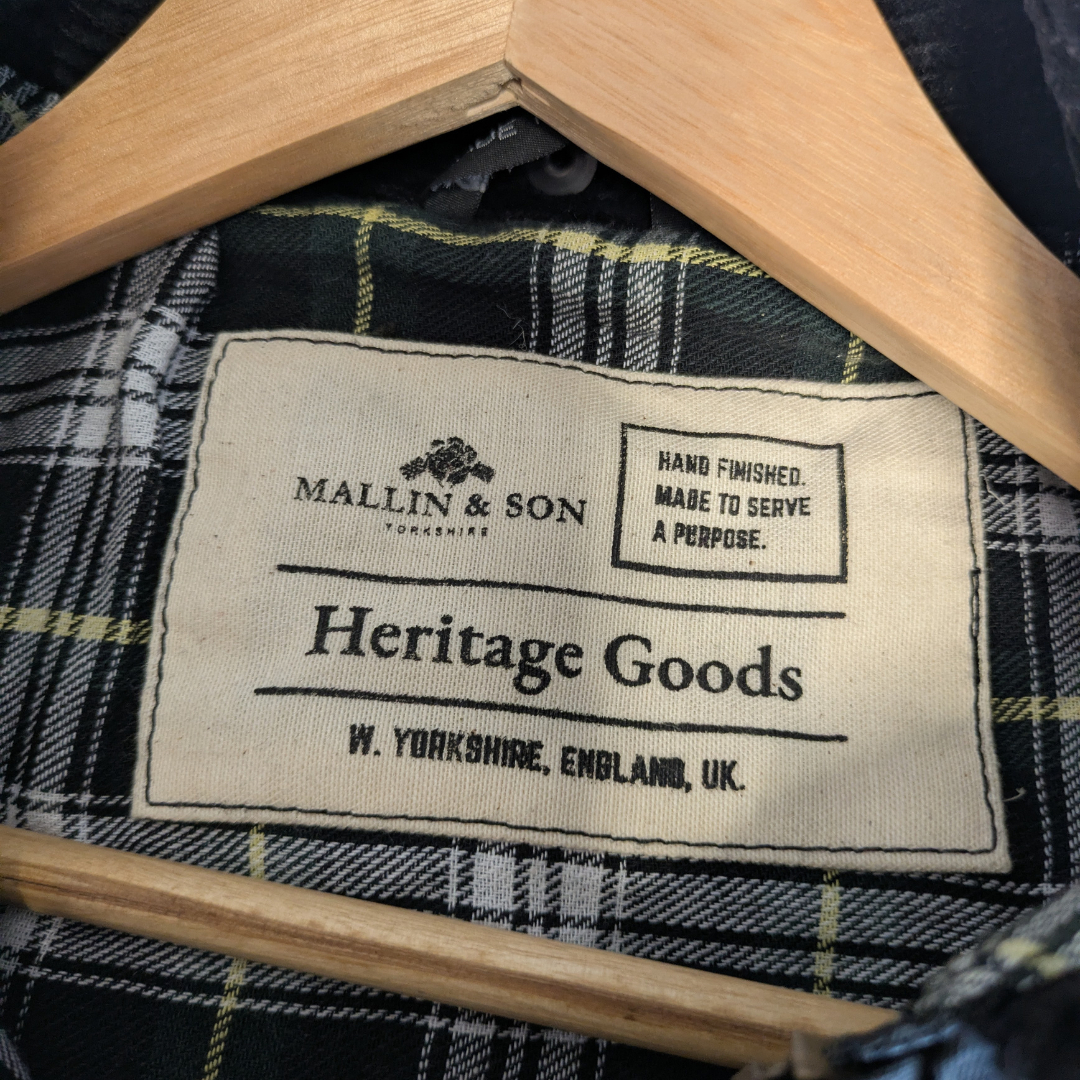 MALLIN & SON
YORKSHIRE
HAND FINISHED.
MADE TO SERVE
A PURPOSE.
Heritage Goods
W. YORKSHIRE, ENGLAND, UK.